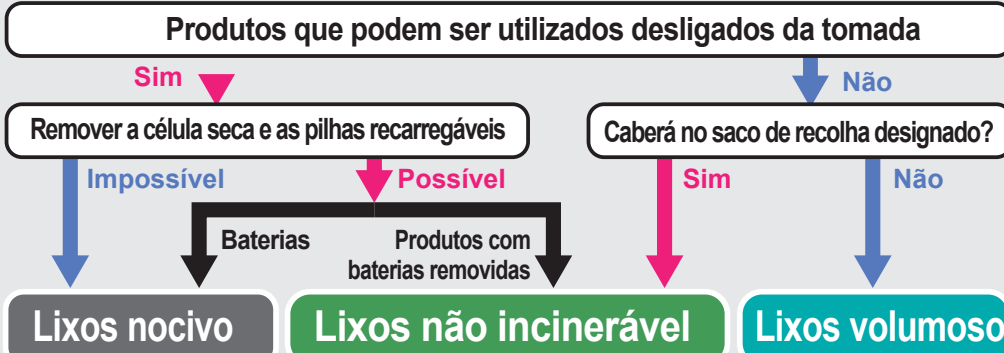 Produtos que podem ser utilizados desligados da tomada
Sim
Não
Remover a célula seca e as pilhas recarregáveis
Caberá no saco de recolha designado?
Impossível
Possível
Sim
Não
Baterias
Produtos com
baterias removidas
Lixos nocivo
Lixos não incinerável
Lixos volumoso